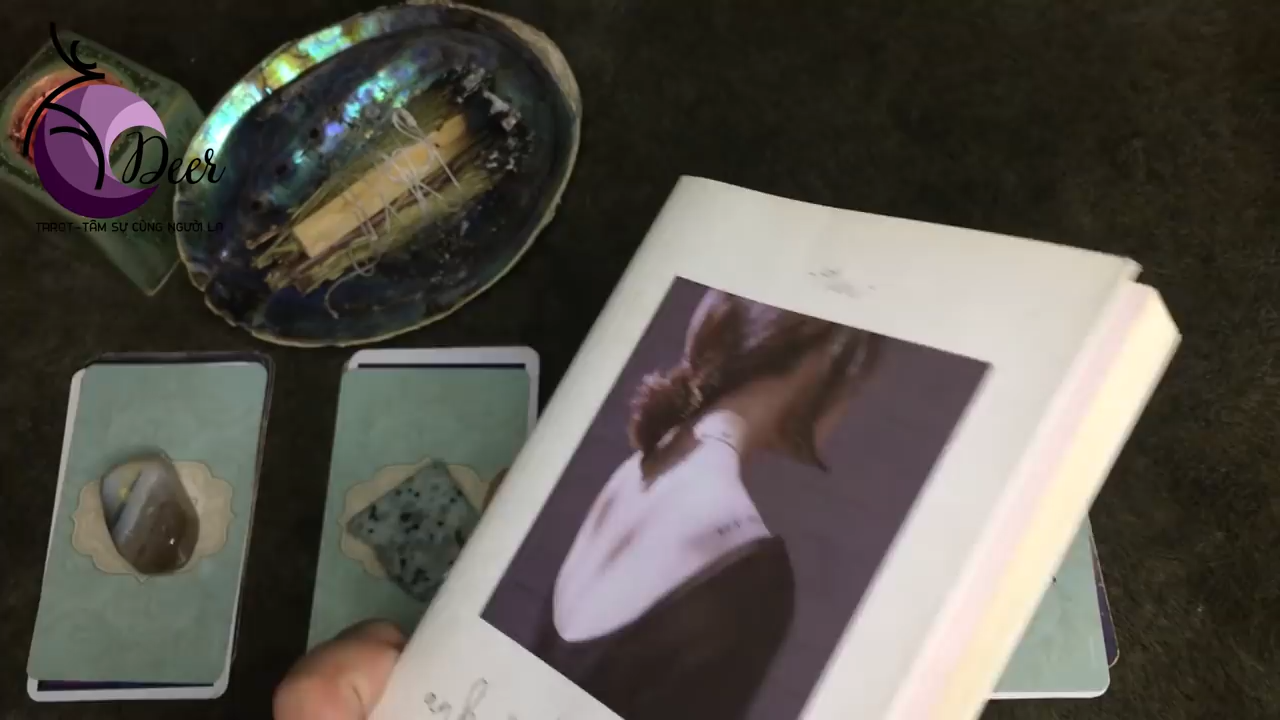 Deer
TAROT-TÂM SỰ CÙNG NGƯỜI LẠ